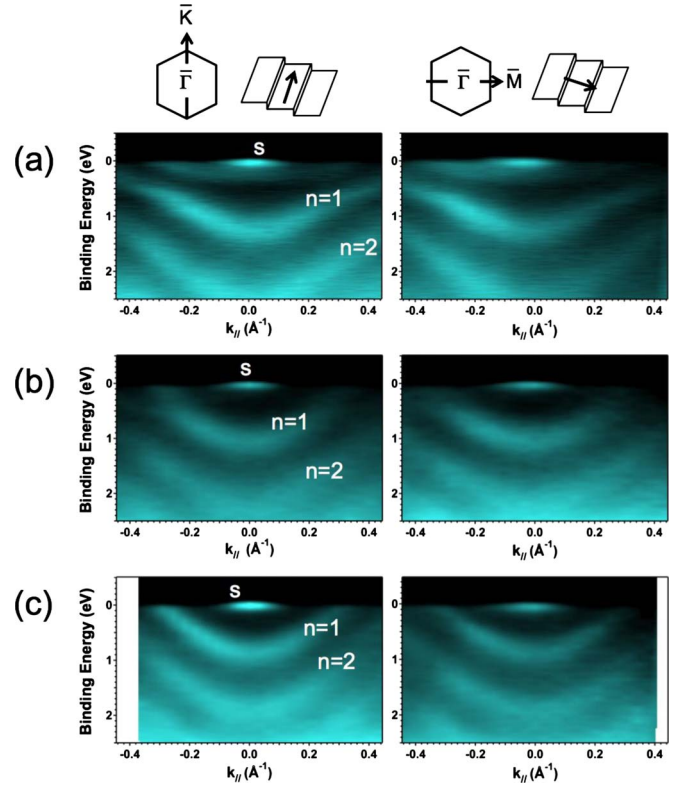 K̄
Γ̄
Γ̄ M̄
(a)
Binding Energy (eV)
0
1
2
s
n=1
n=2
-0.4 -0.2 0.0 0.2 0.4
k// (Å-1)
0
1
2
-0.4 -0.2 0.0 0.2 0.4
k// (Å-1)
(b)
Binding Energy (eV)
0
1
2
s
n=1
n=2
-0.4 -0.2 0.0 0.2 0.4
k// (Å-1)
0
1
2
-0.4 -0.2 0.0 0.2 0.4
k// (Å-1)
(c)
Binding Energy (eV)
0
1
2
s
n=1
n=2
-0.4 -0.2 0.0 0.2 0.4
k// (Å-1)
0
1
2
-0.4 -0.2 0.0 0.2 0.4
k// (Å-1)